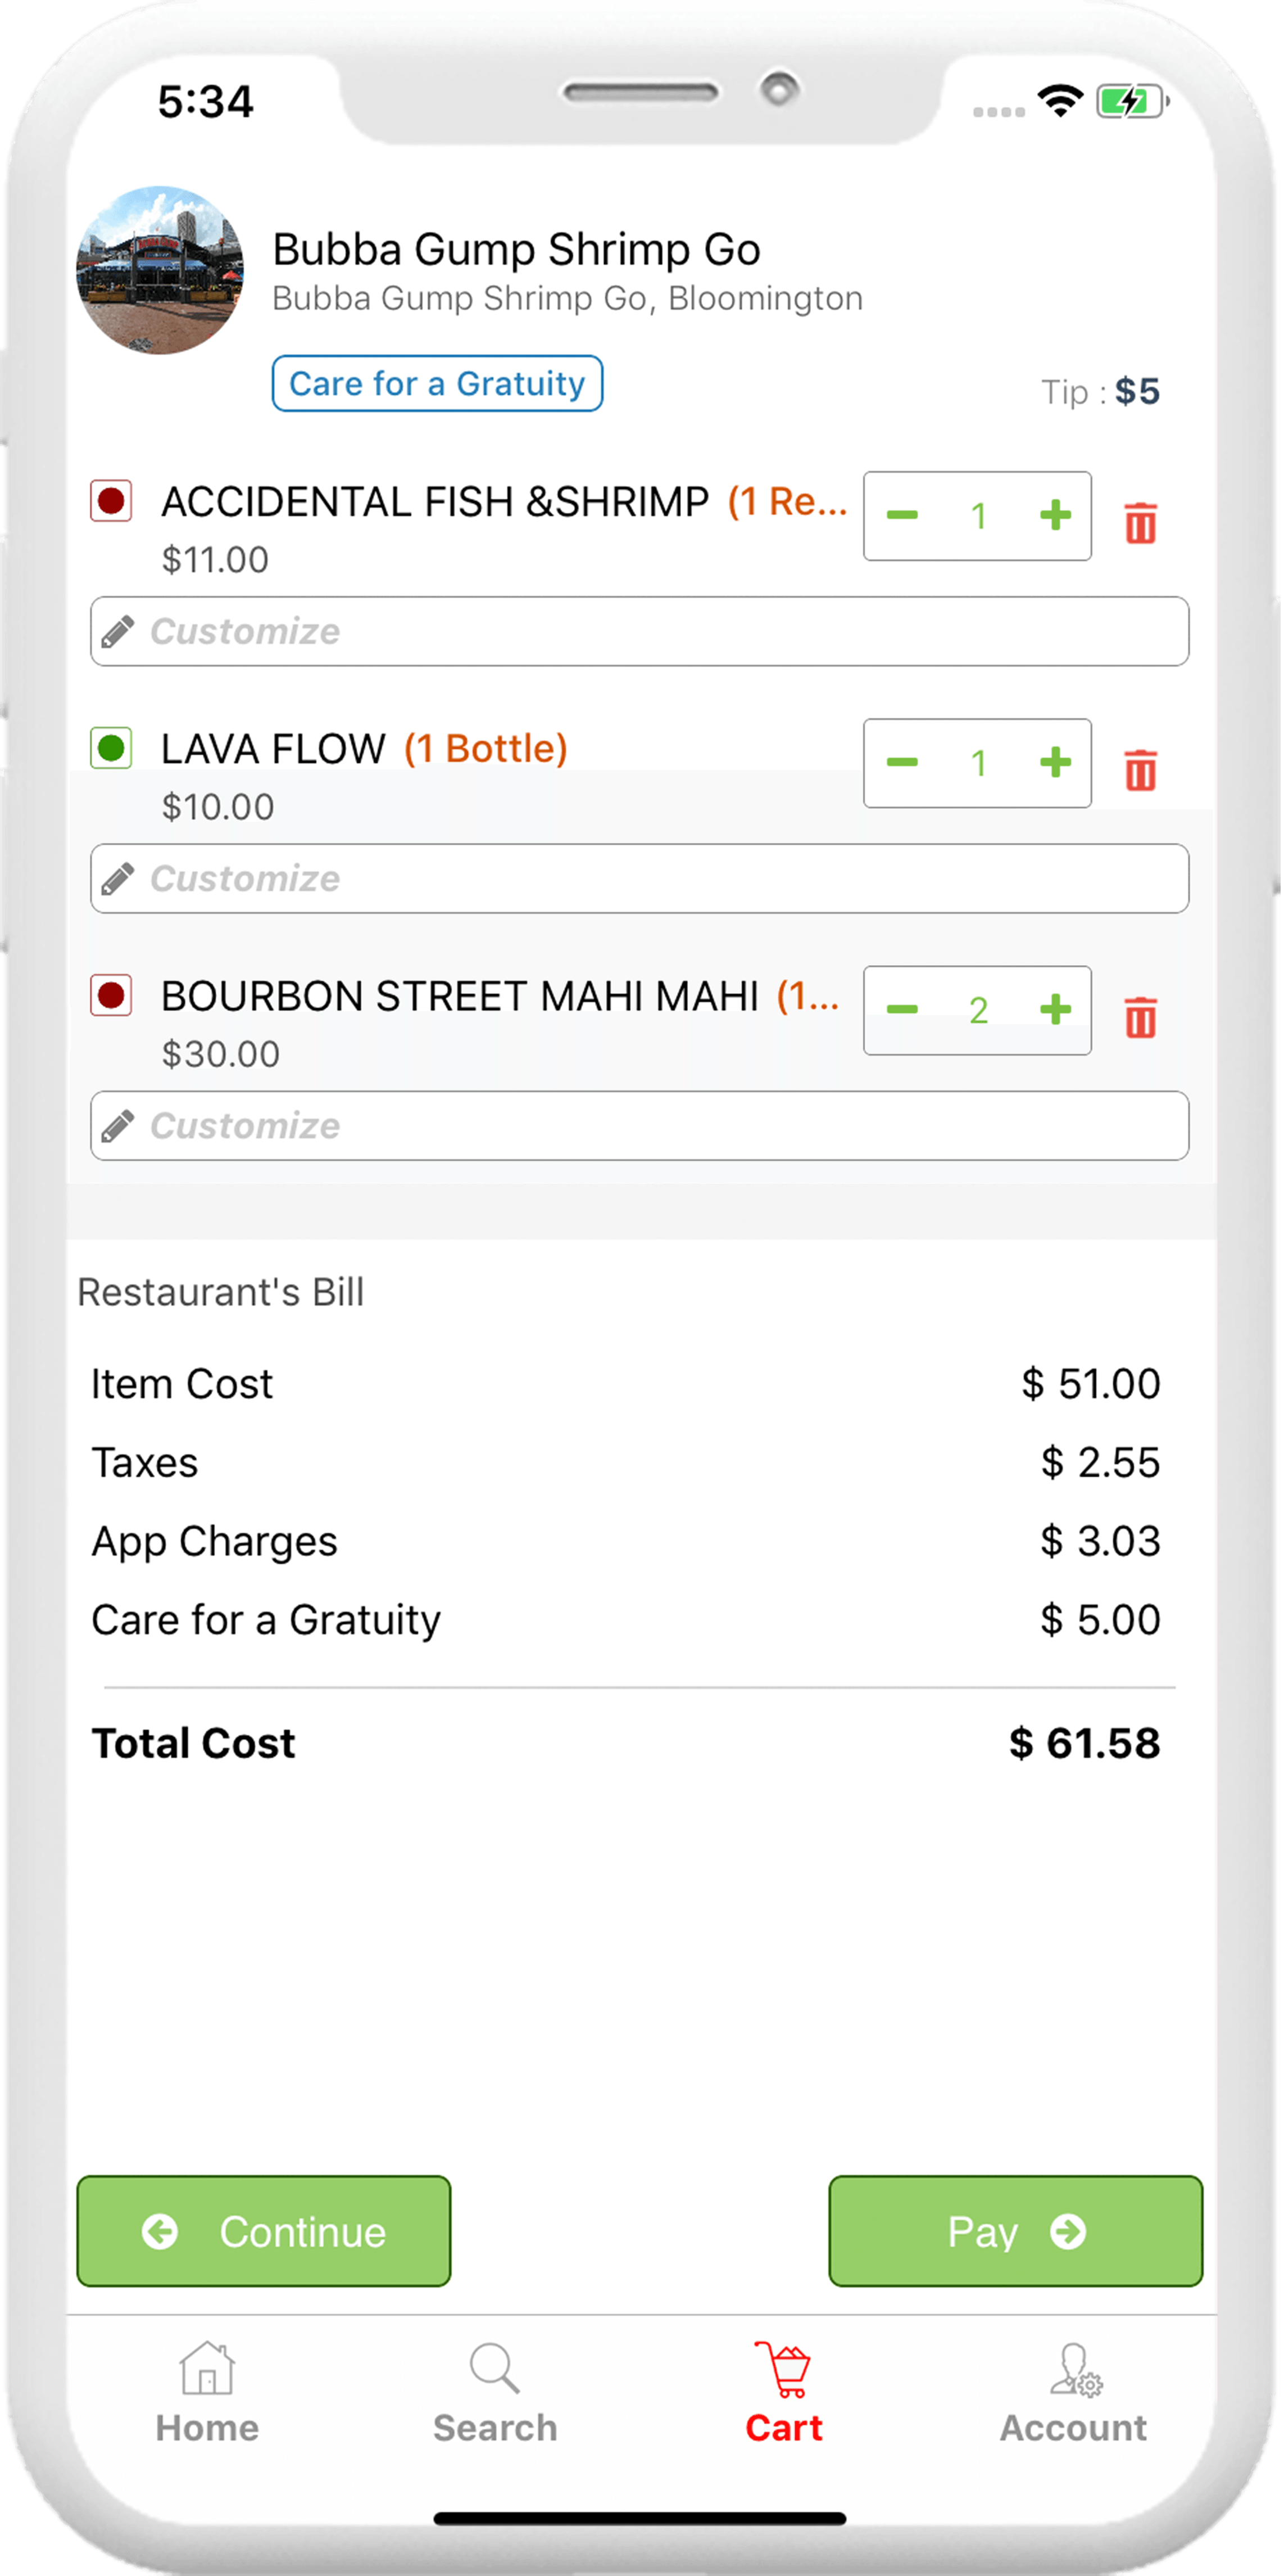 5:34
Bubba Gump Shrimp Go
Bubba Gump Shrimp Go, Bloomington
Care for a Gratuity
Tip : $5
ACCIDENTAL FISH &SHRIMP (1 Re...
1
$11.00
Customize
LAVA FLOW (1 Bottle)
1
$10.00
Customize
BOURBON STREET MAHI MAHI (1...
2
$30.00
Customize
Restaurant's Bill
Item Cost $ 51.00
Taxes $ 2.55
App Charges $ 3.03
Care for a Gratuity $ 5.00
Total Cost $ 61.58
Continue Pay
Home Search Cart Account